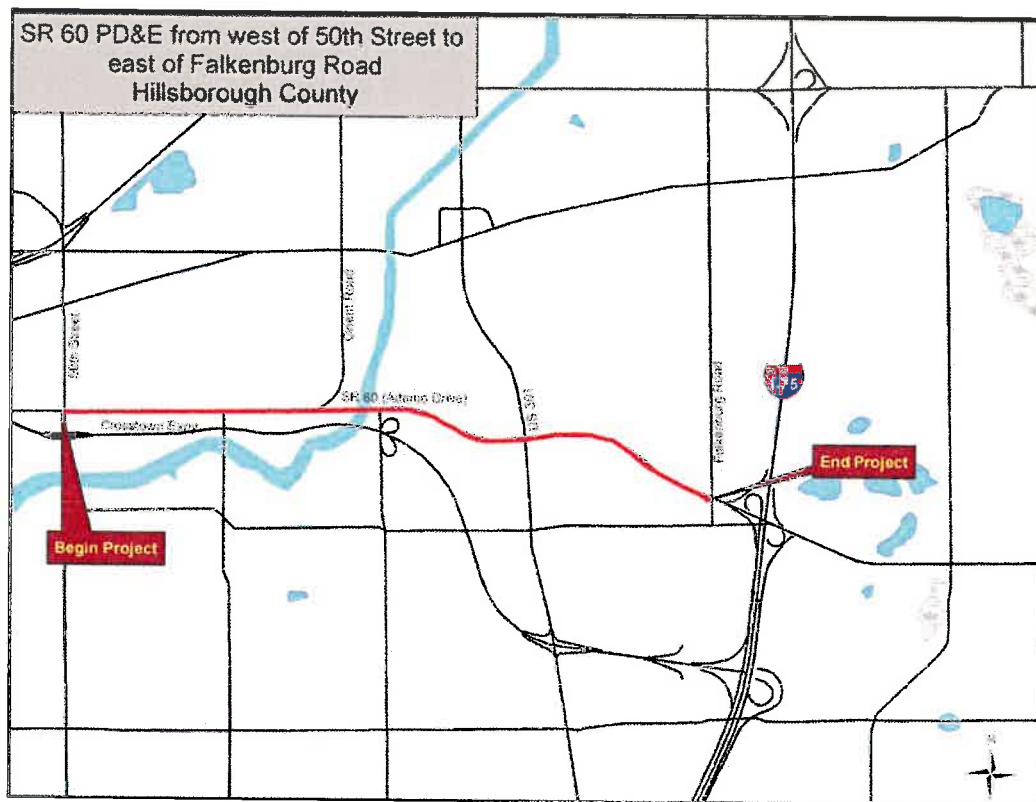 SR 60 PD&E from west of 50th Street to
east of Falkenburg Road
Hillsborough County
50th Street
Orient Road
SR 60 (Adamo Drive)
US 301
Falkenburg Road
Crosstown Expy
End Project
Begin Project
N